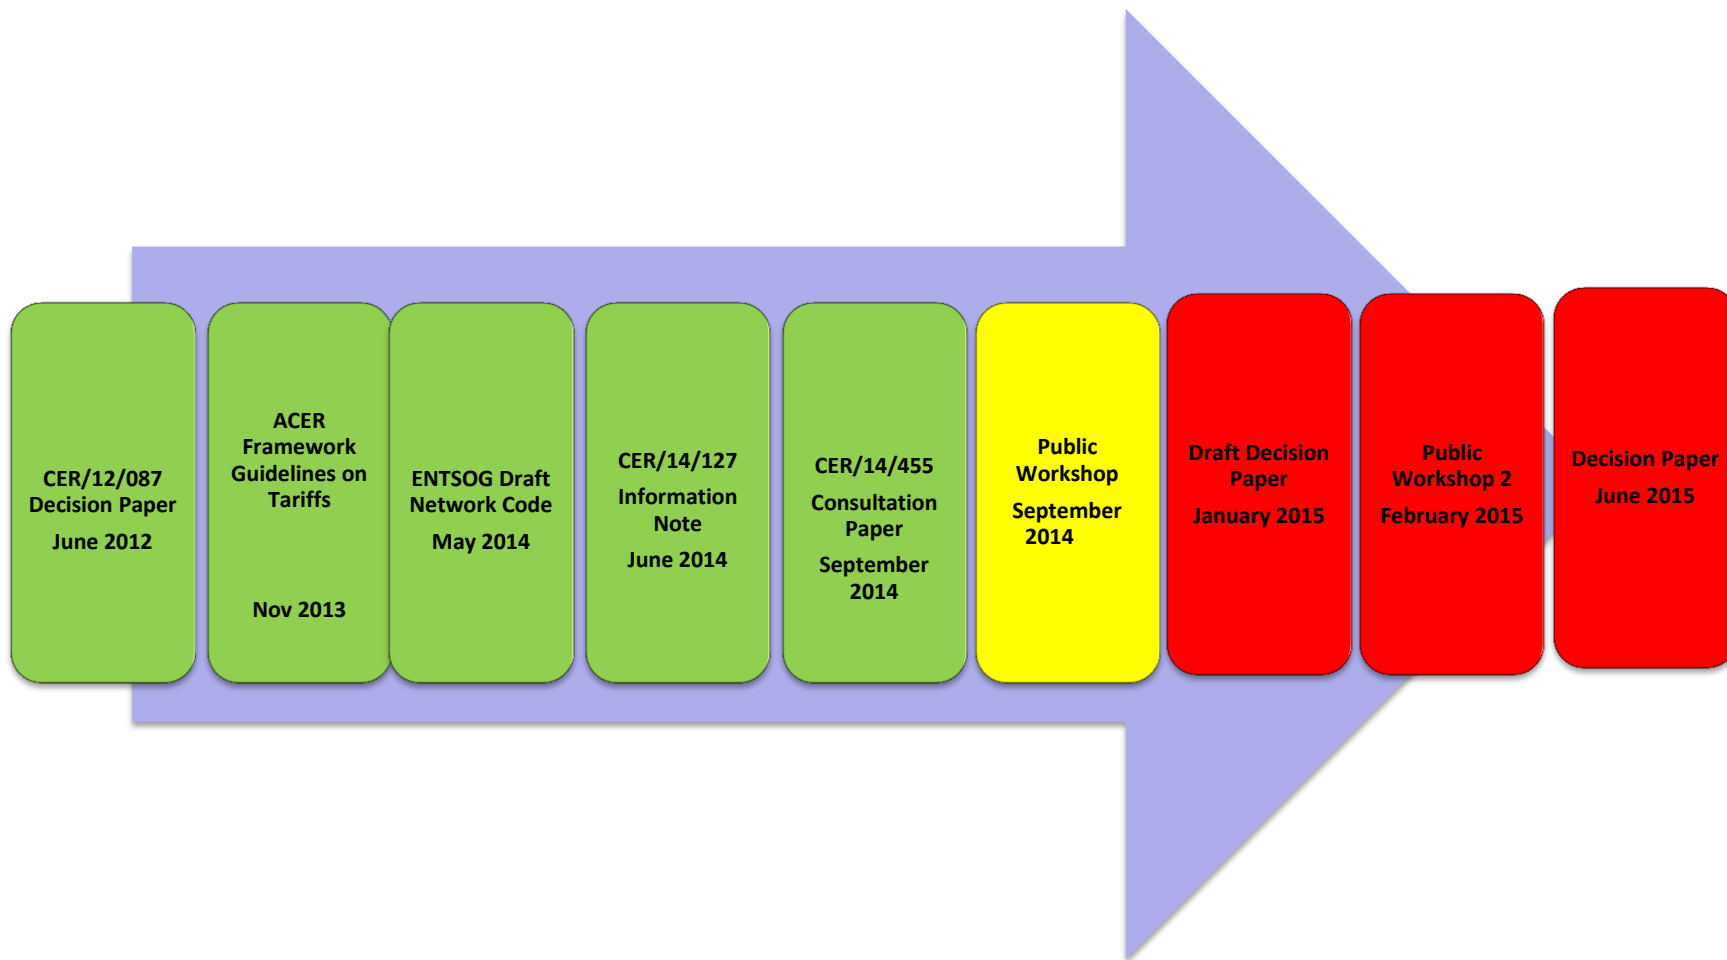 CER/12/087
Decision Paper
June 2012
ACER
Framework
Guidelines on
Tariffs
Nov 2013
ENTSOG Draft
Network Code
May 2014
CER/14/127
Information
Note
June 2014
CER/14/455
Consultation
Paper
September
2014
Public
Workshop
September
2014
Draft Decision
Paper
January 2015
Public
Workshop 2
February 2015
Decision Paper
June 2015